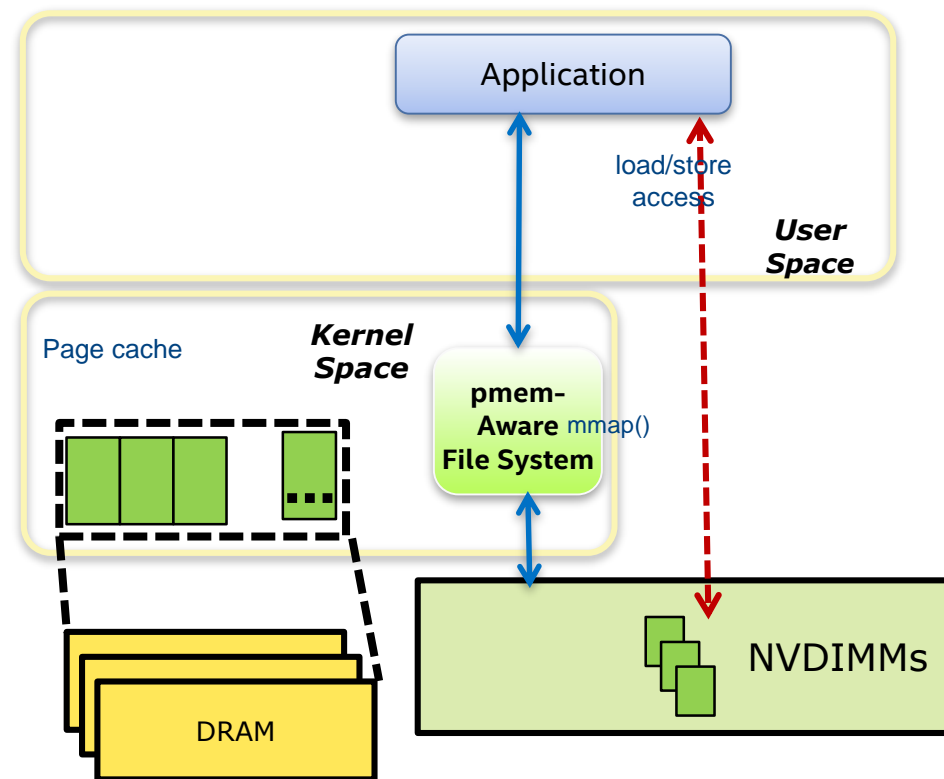 Application
load/store
access
User
Space
Kernel
Space
Page cache
pmem-
Aware
File System
mmap()
...
NVDIMMs
DRAM